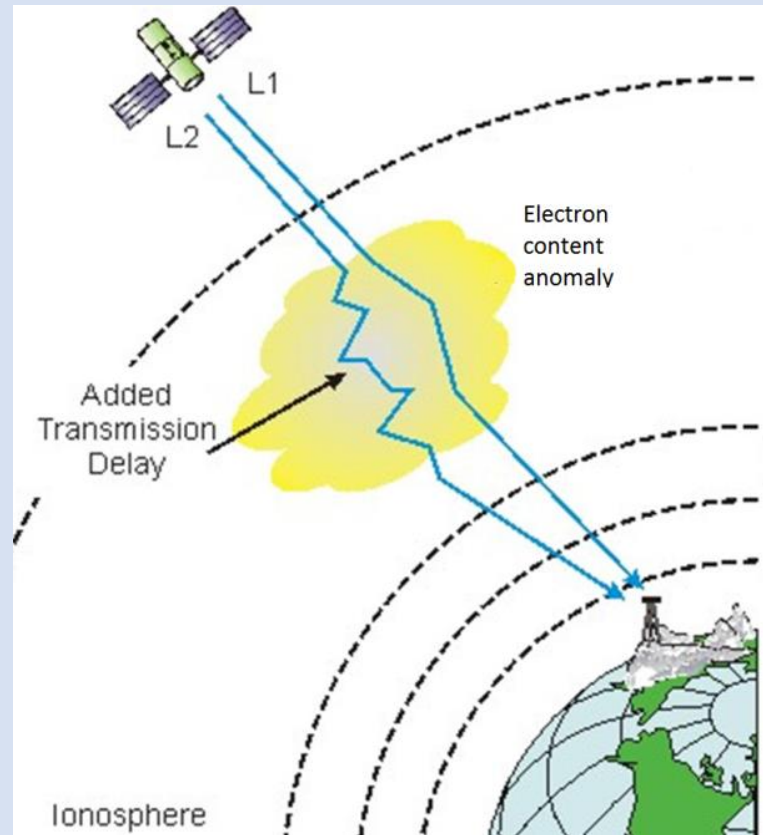 L1
L2
Electron
content
anomaly
Added
Transmission
Delay
Ionosphere